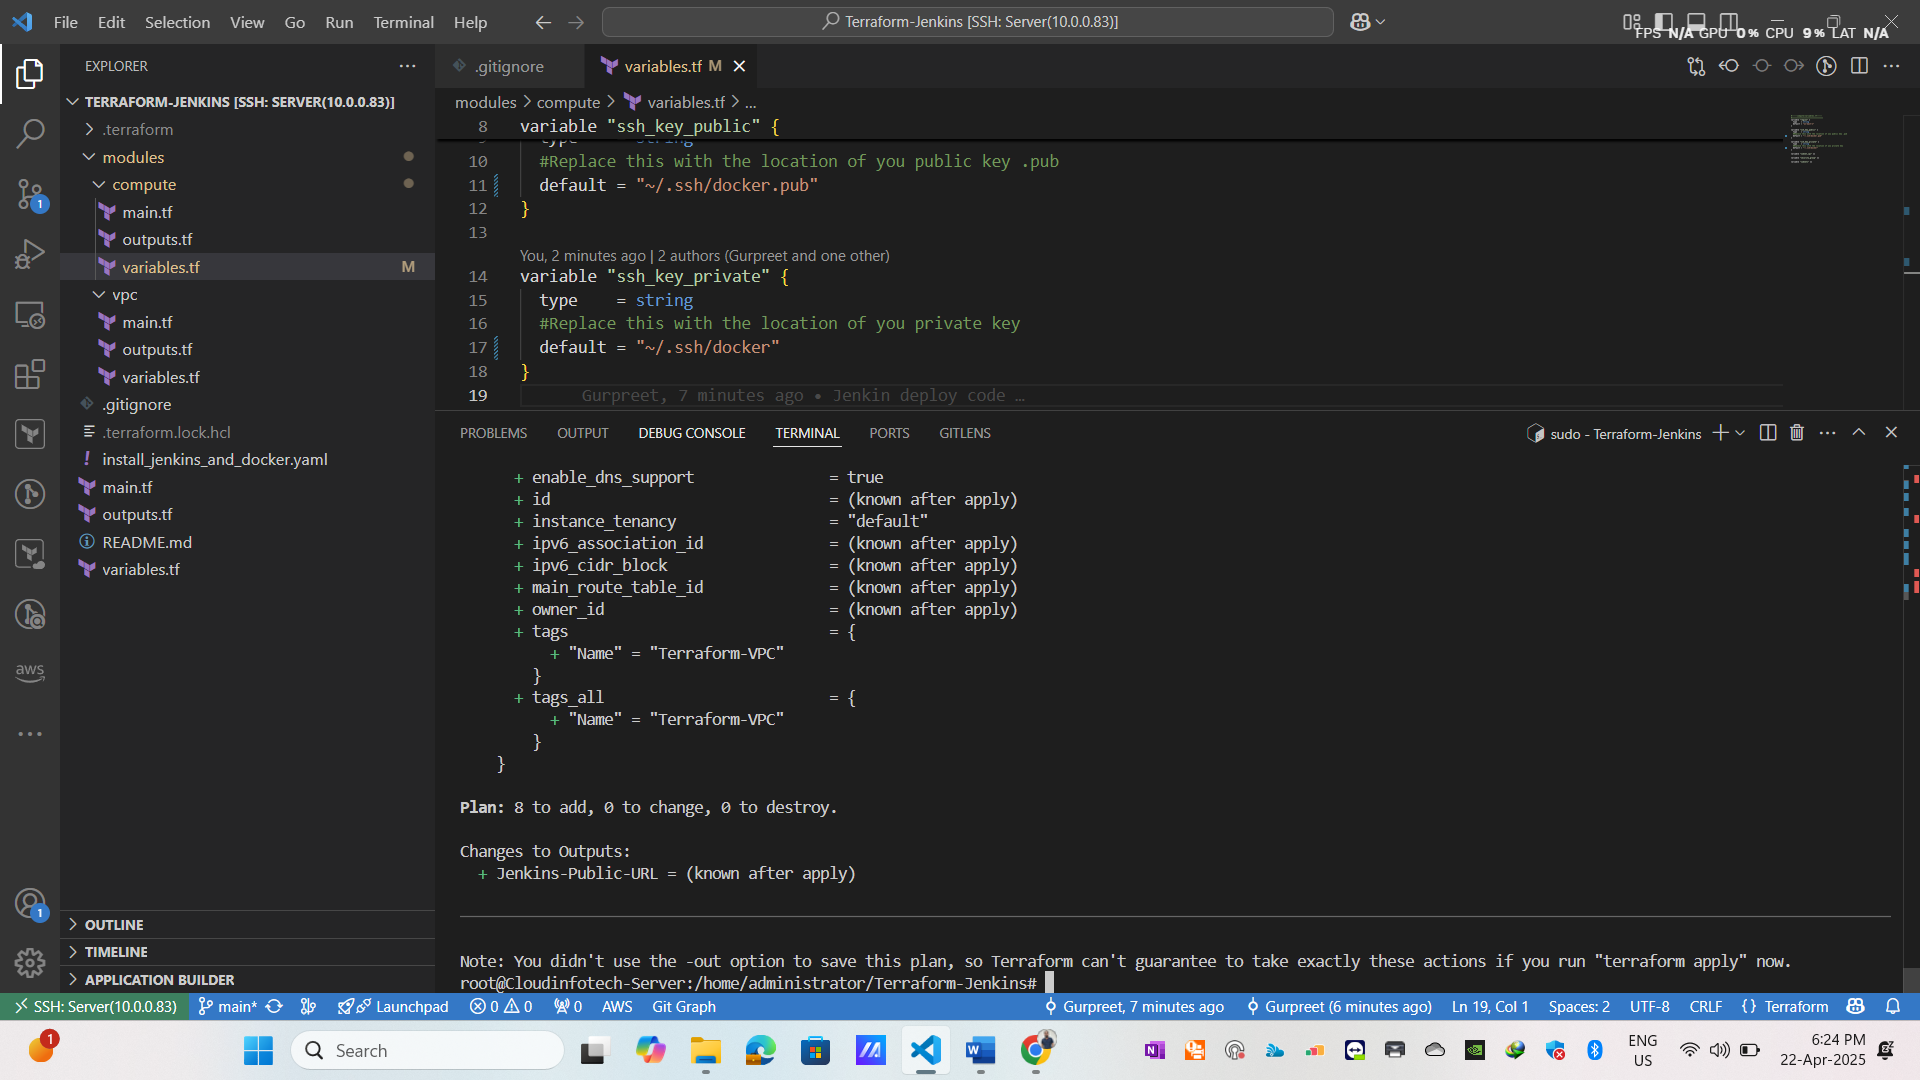 File Edit Selection View Go Run Terminal Help
Terraform-Jenkins [SSH: Server(10.0.0.83)]
FPS N/A GPU 0% CPU 9% LAT N/A
EXPLORER
TERRAFORM-JENKINS [SSH: SERVER(10.0.0.83)]
.terraform
modules
compute
main.tf
outputs.tf
variables.tf M
vpc
main.tf
outputs.tf
variables.tf
.gitignore
.terraform.lock.hcl
! install_jenkins_and_docker.yaml
main.tf
outputs.tf
README.md
variables.tf
OUTLINE
TIMELINE
APPLICATION BUILDER
1
aws
1
.gitignore
variables.tf M
modules > compute > variables.tf > ...
8 variable "ssh_key_public" {
type = string
10 #Replace this with the location of you public key .pub
11 default = "~/.ssh/docker.pub"
12 }
13
You, 2 minutes ago | 2 authors (Gurpreet and one other)
14 variable "ssh_key_private" {
15 type = string
16 #Replace this with the location of you private key
17 default = "~/.ssh/docker"
18 }
19 Gurpreet, 7 minutes ago • Jenkin deploy code …
PROBLEMS OUTPUT DEBUG CONSOLE TERMINAL PORTS GITLENS
sudo - Terraform-Jenkins
+ enable_dns_support = true
+ id = (known after apply)
+ instance_tenancy = "default"
+ ipv6_association_id = (known after apply)
+ ipv6_cidr_block = (known after apply)
+ main_route_table_id = (known after apply)
+ owner_id = (known after apply)
+ tags = {
+ "Name" = "Terraform-VPC"
}
+ tags_all = {
+ "Name" = "Terraform-VPC"
}
}
Plan: 8 to add, 0 to change, 0 to destroy.
Changes to Outputs:
+ Jenkins-Public-URL = (known after apply)
Note: You didn't use the -out option to save this plan, so Terraform can't guarantee to take exactly these actions if you run "terraform apply" now.
root@Cloudinfotech-Server:/home/administrator/Terraform-Jenkins#
SSH: Server(10.0.0.83) main* Launchpad 0 0 0 AWS Git Graph Gurpreet, 7 minutes ago Gurpreet (6 minutes ago) Ln 19, Col 1 Spaces: 2 UTF-8 CRLF {} Terraform
1
Search
ENG
US
6:24 PM
22-Apr-2025